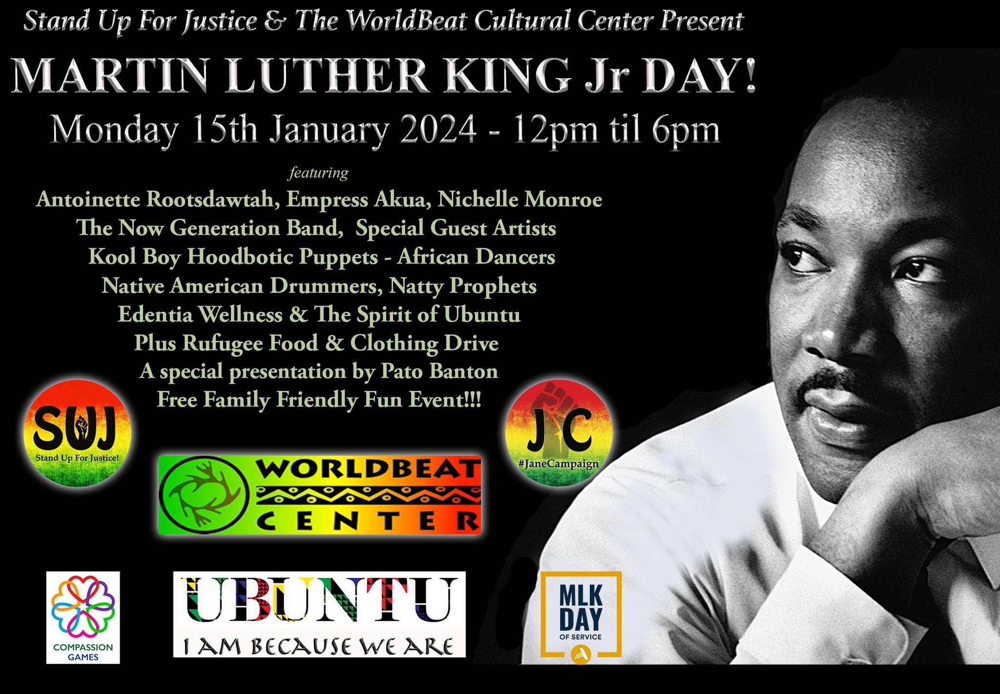 Stand Up For Justice & The WorldBeat Cultural Center Present
MARTIN LUTHER KING Jr DAY!
Monday 15th January 2024 - 12pm til 6pm
featuring
Antoinette Rootsdawtah, Empress Akua, Nichelle Monroe
The Now Generation Band, Special Guest Artists
Kool Boy Hoodbotic Puppets - African Dancers
Native American Drummers, Natty Prophets
Edentia Wellness & The Spirit of Ubuntu
Plus Rufugee Food & Clothing Drive
A special presentation by Pato Banton
Free Family Friendly Fun Event!!!
SUJ
Stand Up For Justice!
JC
#JaneCampaign
WORLDBEAT
CENTER
COMPASSION
GAMES
UBUNTU
I AM BECAUSE WE ARE
MLK
DAY
OF SERVICE
A